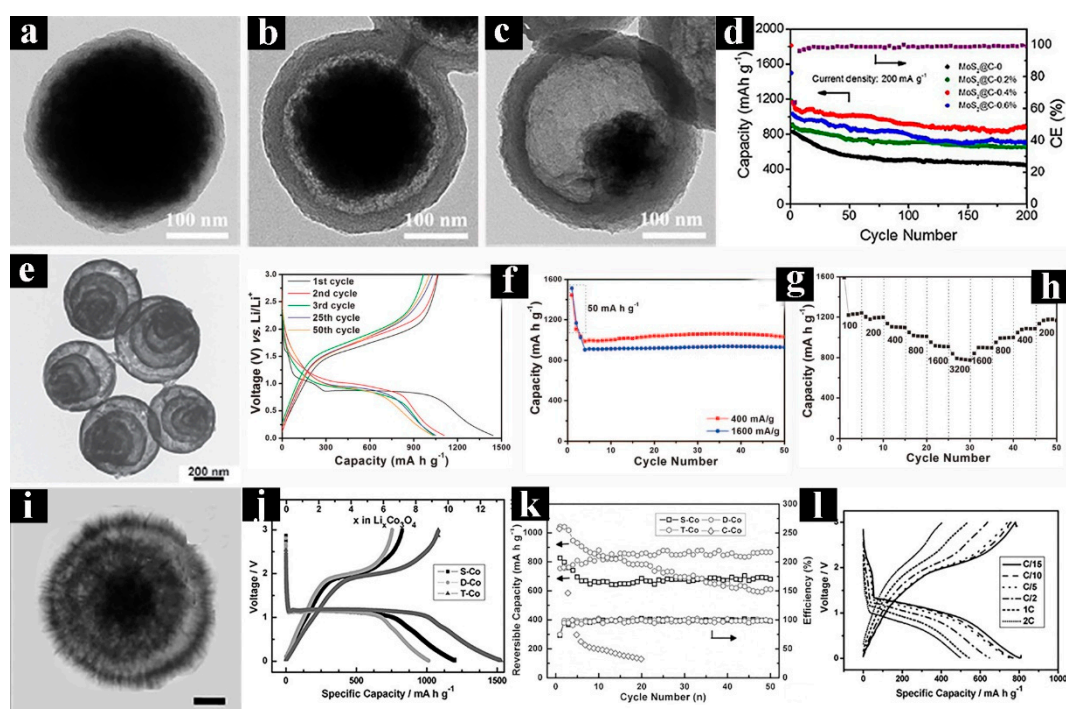 a
100 nm
b
100 nm
c
100 nm
d
Capacity (mAh g⁻¹)
1800
1600
1200
800
400
0
Current density: 200 mA g⁻¹
MoS₂@C-0
MoS₂@C-0.2%
MoS₂@C-0.4%
MoS₂@C-0.6%
100
80
60
40
20
0
CE (%)
0 50 100 150 200
Cycle Number
e
200 nm
Voltage (V) vs. Li/Li⁺
3.0
2.5
2.0
1.5
1.0
0.5
0.0
1st cycle
2nd cycle
3rd cycle
25th cycle
50th cycle
0 300 600 900 1200 1500
Capacity (mA h g⁻¹)
f
Capacity (mA h g⁻¹)
1600
1200
800
400
0
50 mA h g⁻¹
400 mA/g
1600 mA/g
0 10 20 30 40 50
Cycle Number
g
Capacity (mA h g⁻¹)
1600
1200
800
400
0
100 200 400 800 1600 3200 1600 800 400 200
0 10 20 30 40 50
Cycle Number
h
i
j
0 2 4 6 8 10 12
x in LiₓCo₃O₄
Voltage / V
3
2
1
0
S-Co
D-Co
T-Co
0 200 400 600 800 1000 1200 1400
Specific Capacity / mA h g⁻¹
k
Reversible Capacity (mA h g⁻¹)
1000
800
600
400
200
0
S-Co D-Co
T-Co C-Co
300
250
200
150
100
50
0
Efficiency (%)
0 10 20 30 40 50
Cycle Number (n)
l
Voltage / V
3
2
1
0
C/15
C/10
C/5
C/2
1C
2C
0 200 400 600 800 1000
Specific Capacity / mA h g⁻¹